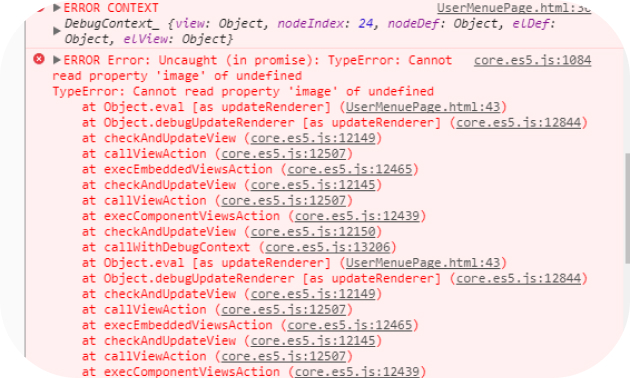 ▶ERROR CONTEXT UserMenuePage.html:36
▶DebugContext_ {view: Object, nodeIndex: 24, nodeDef: Object, elDef:
Object, elView: Object}
▶ERROR Error: Uncaught (in promise): TypeError: Cannot core.es5.js:1084
read property 'image' of undefined
TypeError: Cannot read property 'image' of undefined
at Object.eval [as updateRenderer] (UserMenuePage.html:43)
at Object.debugUpdateRenderer [as updateRenderer] (core.es5.js:12844)
at checkAndUpdateView (core.es5.js:12149)
at callViewAction (core.es5.js:12507)
at execEmbeddedViewsAction (core.es5.js:12465)
at checkAndUpdateView (core.es5.js:12145)
at callViewAction (core.es5.js:12507)
at execComponentViewsAction (core.es5.js:12439)
at checkAndUpdateView (core.es5.js:12150)
at callWithDebugContext (core.es5.js:13206)
at Object.eval [as updateRenderer] (UserMenuePage.html:43)
at Object.debugUpdateRenderer [as updateRenderer] (core.es5.js:12844)
at checkAndUpdateView (core.es5.js:12149)
at callViewAction (core.es5.js:12507)
at execEmbeddedViewsAction (core.es5.js:12465)
at checkAndUpdateView (core.es5.js:12145)
at callViewAction (core.es5.js:12507)
at execComponentViewsAction (core.es5.js:12439)